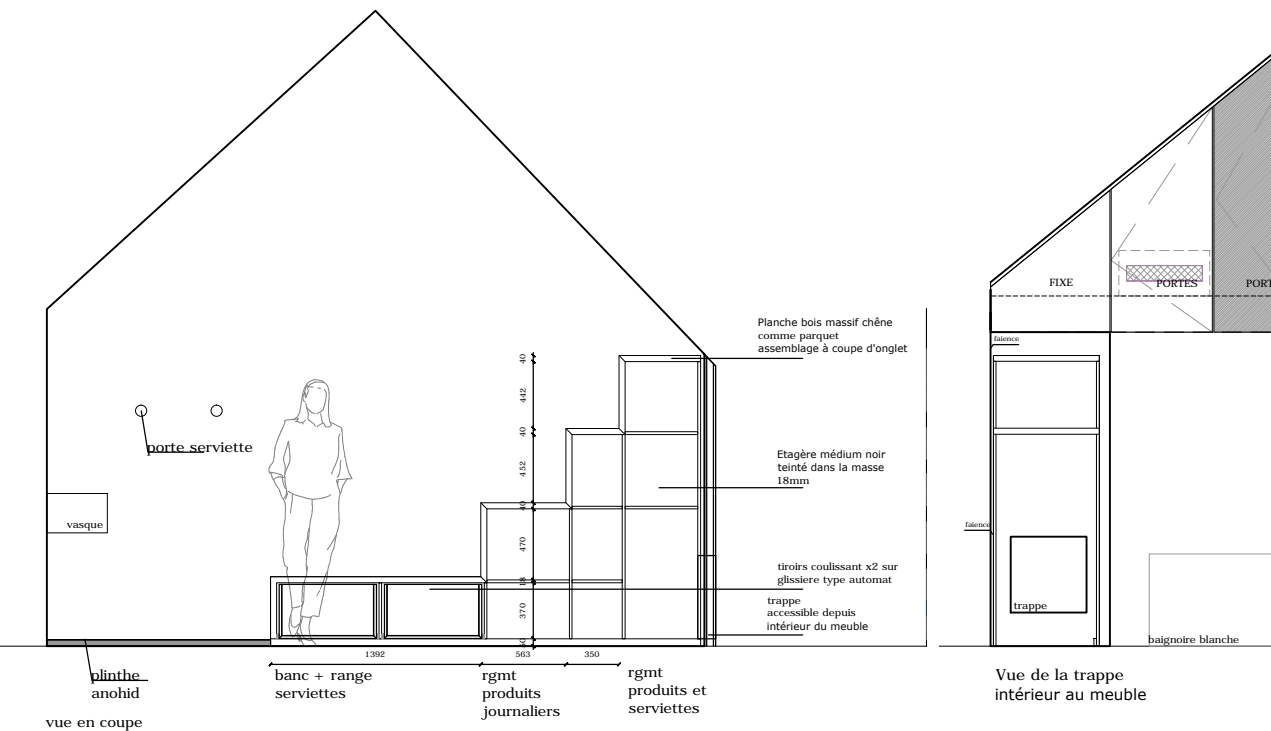 Planche bois massif chêne
comme parquet
assemblage à coupe d'onglet
porte serviette
vasque
Etagère médium noir
teinté dans la masse
18mm
tiroirs coulissant x2 sur
glissiere type automat
trappe
accessible depuis
intérieur du meuble
40
442
40
452
40
470
18
370
1392
563
350
plinthe
anohid
banc + range
serviettes
rgmt
produits
journaliers
rgmt
produits et
serviettes
vue en coupe
FIXE
PORTES
PORT
faience
faience
trappe
baignoire blanche
Vue de la trappe
intérieur au meuble